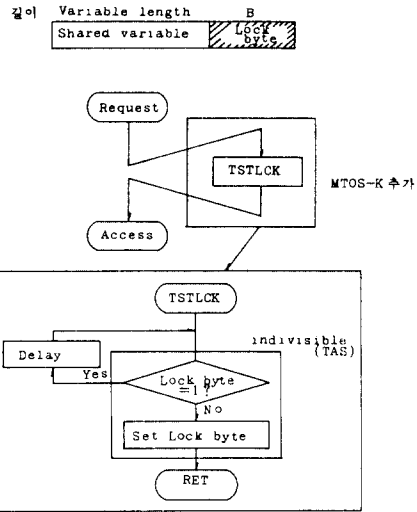 길이 Variable length B
Shared variable Lock byte
Request
TSTLCK
MTOS-K 추가
Access
TSTLCK
indivisible
(TAS)
Delay
Yes
Lock byte
=1?
No
Set Lock byte
RET